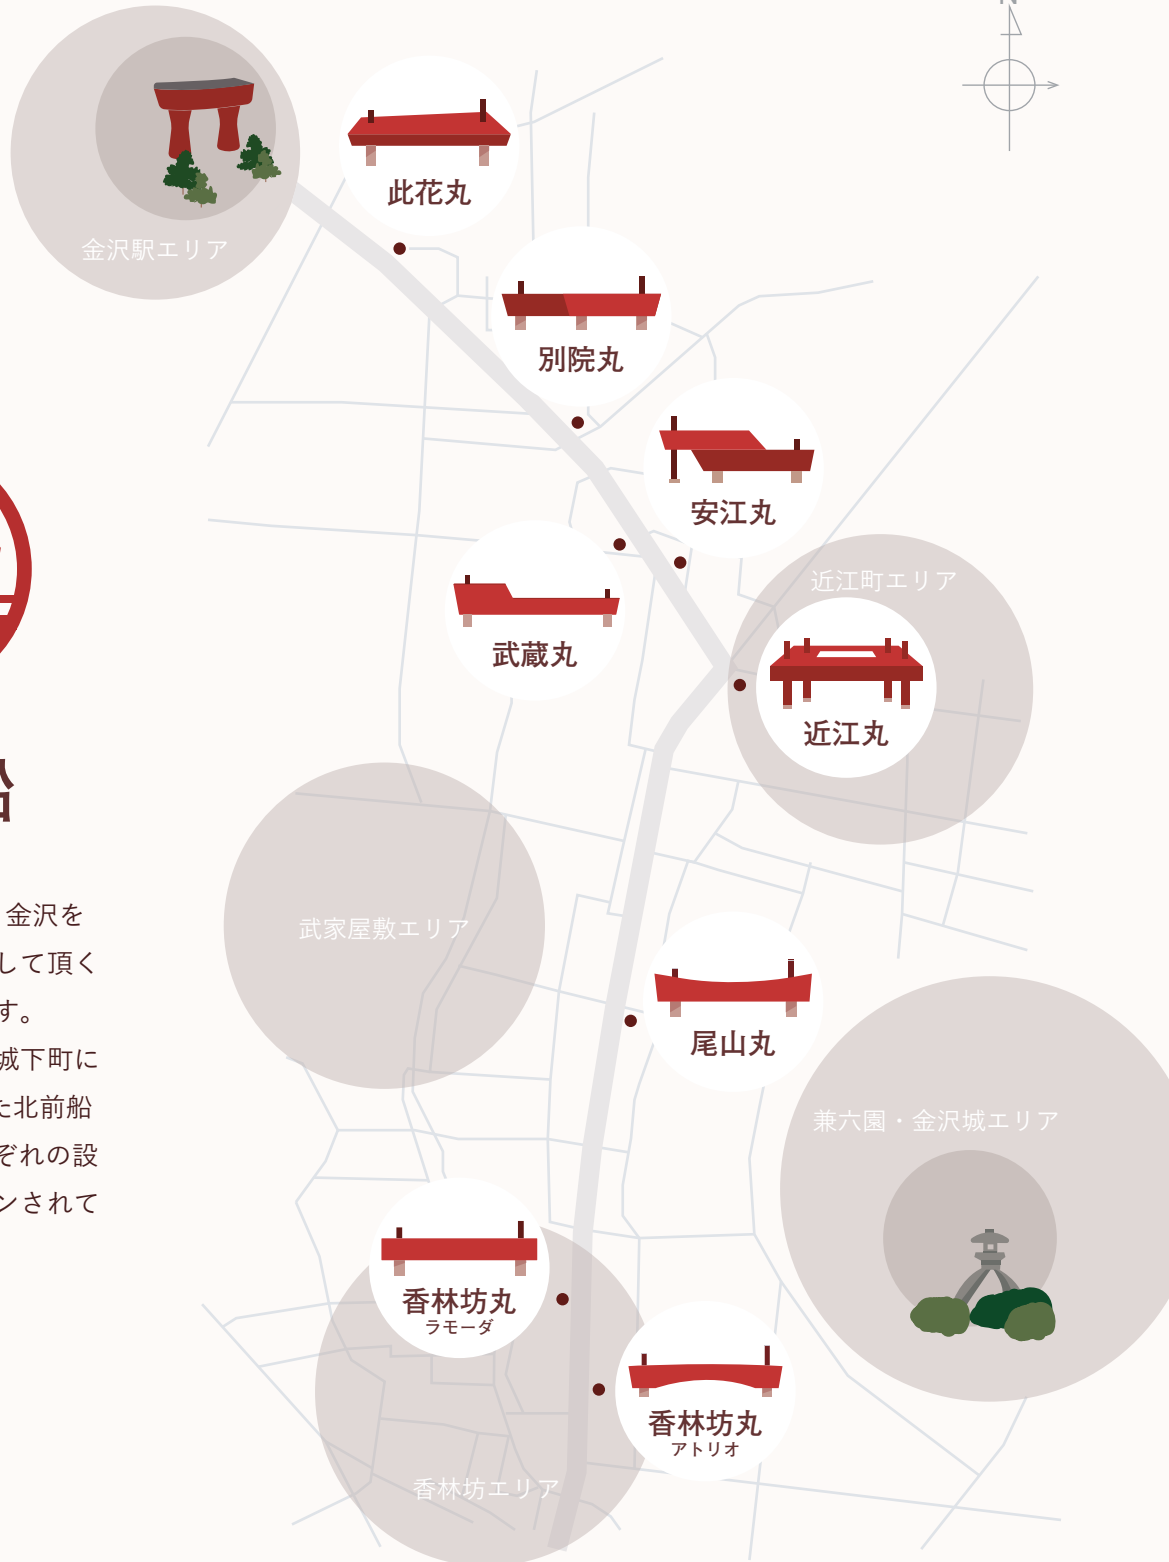 N
此花丸
金沢駅エリア
別院丸
安江丸
近江町エリア
武蔵丸
近江丸
船
金沢を
して頂く
す。
城下町に
た北前船
ぞれの設
ンされて
武家屋敷エリア
尾山丸
兼六園・金沢城エリア
香林坊丸
ラモーダ
香林坊丸
アトリオ
香林坊エリア